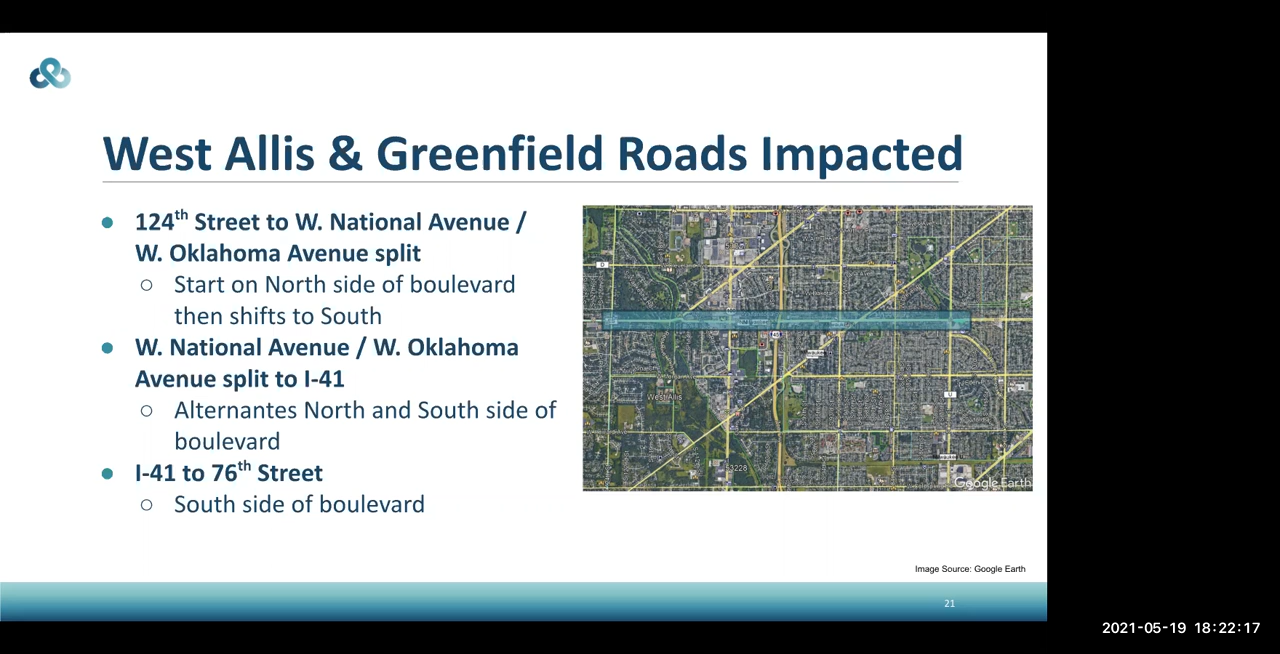 West Allis & Greenfield Roads Impacted
● 124th Street to W. National Avenue /
W. Oklahoma Avenue split
○ Start on North side of boulevard
then shifts to South
● W. National Avenue / W. Oklahoma
Avenue split to I-41
○ Alternantes North and South side of
boulevard
● I-41 to 76th Street
○ South side of boulevard
West Allis
53228
Google Earth
Image Source: Google Earth
21
2021-05-19 18:22:17